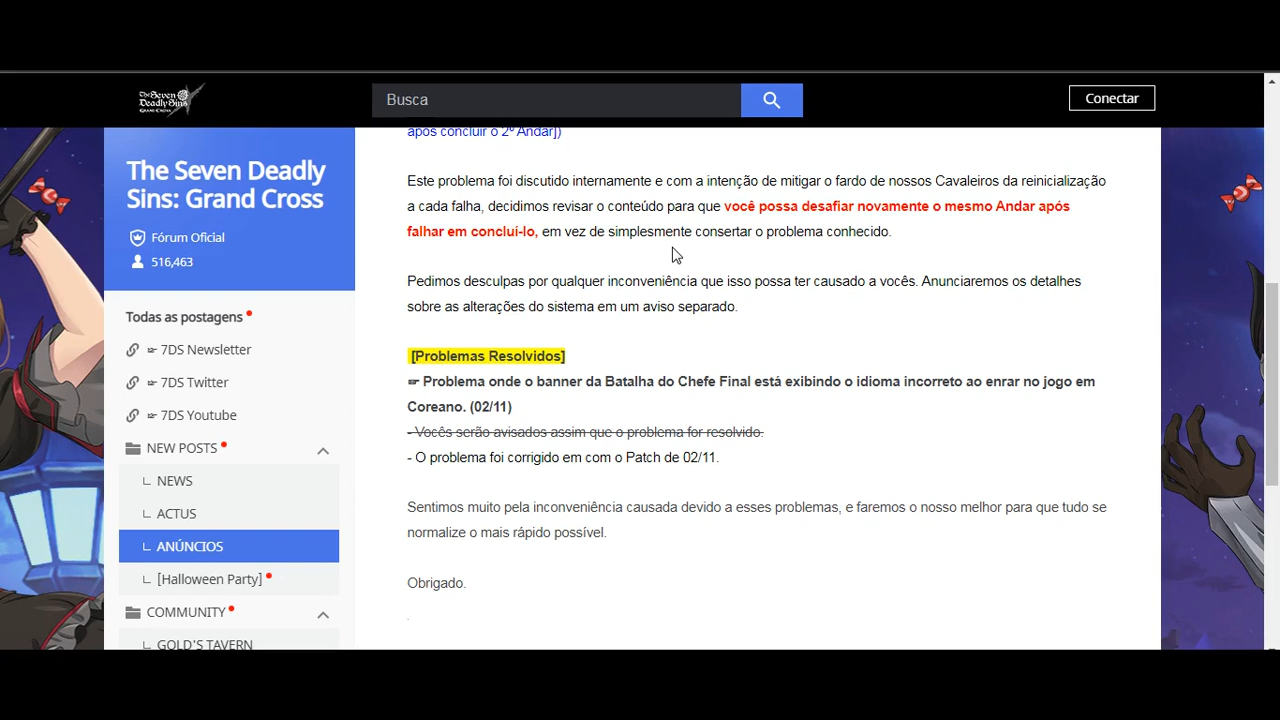 The Seven
Deadly Sins
GRAND CROSS
Busca
Conectar
The Seven Deadly
Sins: Grand Cross
Fórum Oficial
516,463
Todas as postagens
☞ 7DS Newsletter
☞ 7DS Twitter
☞ 7DS Youtube
NEW POSTS
NEWS
ACTUS
ANÚNCIOS
[Halloween Party]
COMMUNITY
GOLD'S TAVERN
após concluir o 2º Andar])
Este problema foi discutido internamente e com a intenção de mitigar o fardo de nossos Cavaleiros da reinicialização
a cada falha, decidimos revisar o conteúdo para que você possa desafiar novamente o mesmo Andar após
falhar em concluí-lo, em vez de simplesmente consertar o problema conhecido.
Pedimos desculpas por qualquer inconveniência que isso possa ter causado a vocês. Anunciaremos os detalhes
sobre as alterações do sistema em um aviso separado.
[Problemas Resolvidos]
☞ Problema onde o banner da Batalha do Chefe Final está exibindo o idioma incorreto ao enrar no jogo em
Coreano. (02/11)
- Vocês serão avisados assim que o problema for resolvido.
- O problema foi corrigido em com o Patch de 02/11.
Sentimos muito pela inconveniência causada devido a esses problemas, e faremos o nosso melhor para que tudo se
normalize o mais rápido possível.
Obrigado.
.